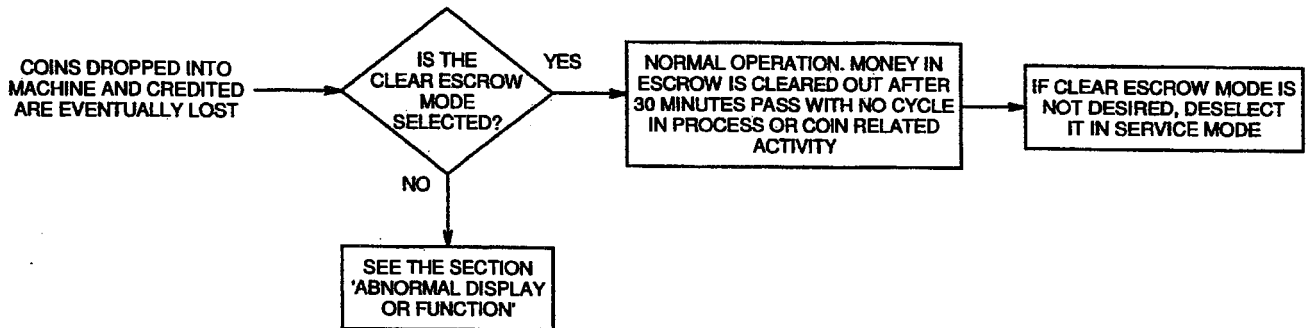 COINS DROPPED INTO
MACHINE AND CREDITED
ARE EVENTUALLY LOST
IS THE
CLEAR ESCROW
MODE
SELECTED?
YES
NORMAL OPERATION. MONEY IN
ESCROW IS CLEARED OUT AFTER
30 MINUTES PASS WITH NO CYCLE
IN PROCESS OR COIN RELATED
ACTIVITY
IF CLEAR ESCROW MODE IS
NOT DESIRED, DESELECT
IT IN SERVICE MODE
NO
SEE THE SECTION
'ABNORMAL DISPLAY
OR FUNCTION'